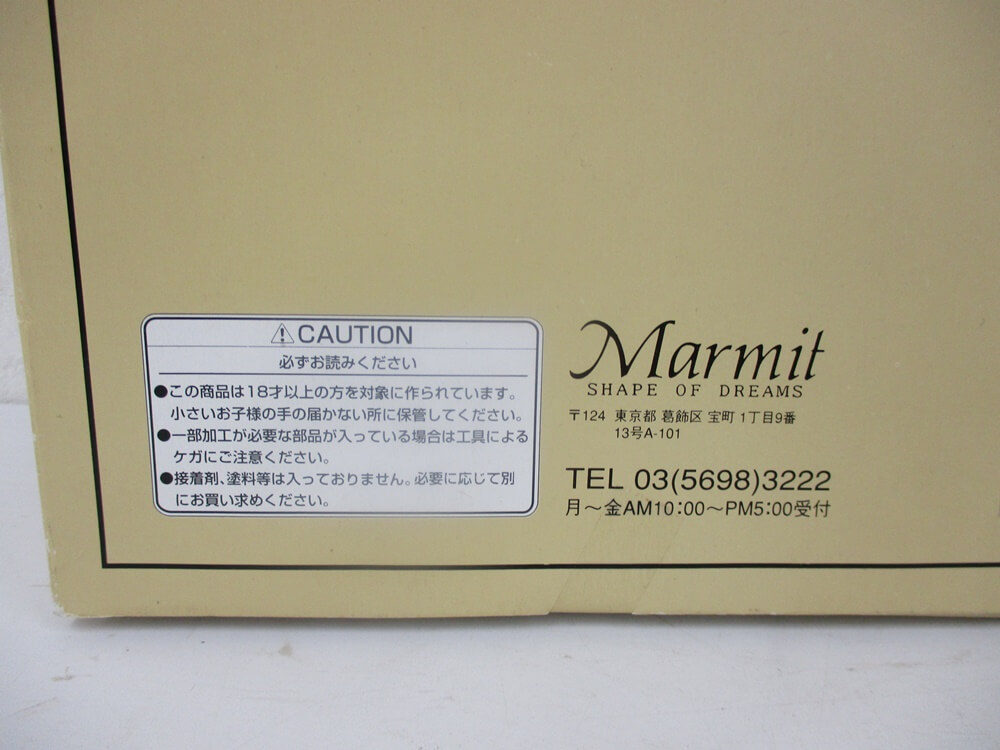 ⚠CAUTION
必ずお読みください
●この商品は18才以上の方を対象に作られています。
小さいお子様の手の届かない所に保管してください。
●一部加工が必要な部品が入っている場合は工具による
ケガにご注意ください。
●接着剤、塗料等は入っておりません。必要に応じて別
にお買い求めください。
Marmit
SHAPE OF DREAMS
〒124 東京都 葛飾区 宝町 1丁目9番
13号A-101
TEL 03(5698)3222
月～金AM10:00～PM5:00受付